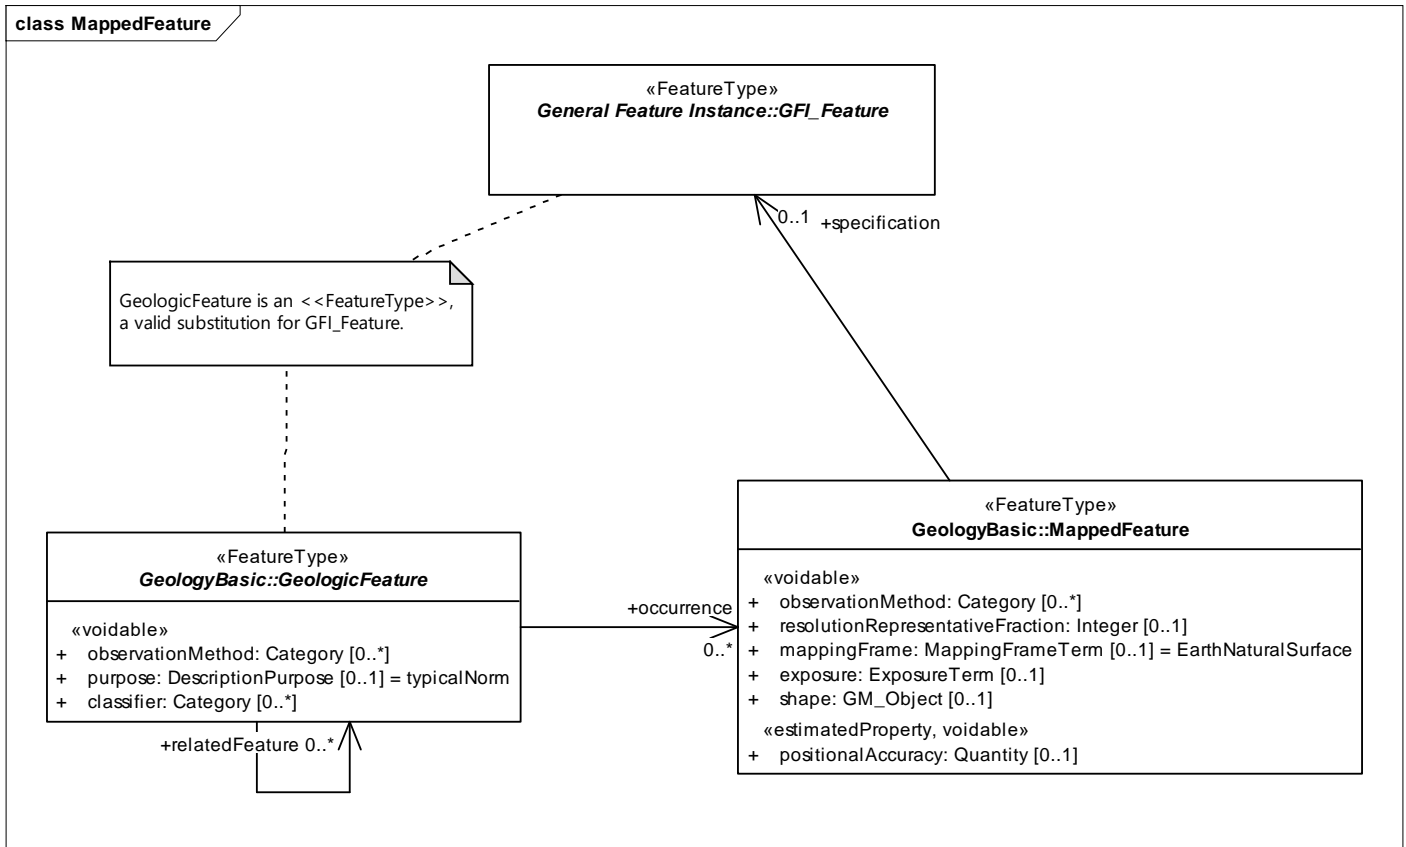 class MappedFeature
«FeatureType»
General Feature Instance::GFI_Feature
0..1
+specification
GeologicFeature is an <<FeatureType>>,
a valid substitution for GFI_Feature.
«FeatureType»
GeologyBasic::GeologicFeature
«voidable»
+ observationMethod: Category [0..*]
+ purpose: DescriptionPurpose [0..1] = typicalNorm
+ classifier: Category [0..*]
+relatedFeature 0..*
+occurrence
0..*
«FeatureType»
GeologyBasic::MappedFeature
«voidable»
+ observationMethod: Category [0..*]
+ resolutionRepresentativeFraction: Integer [0..1]
+ mappingFrame: MappingFrameTerm [0..1] = EarthNaturalSurface
+ exposure: ExposureTerm [0..1]
+ shape: GM_Object [0..1]
«estimatedProperty, voidable»
+ positionalAccuracy: Quantity [0..1]